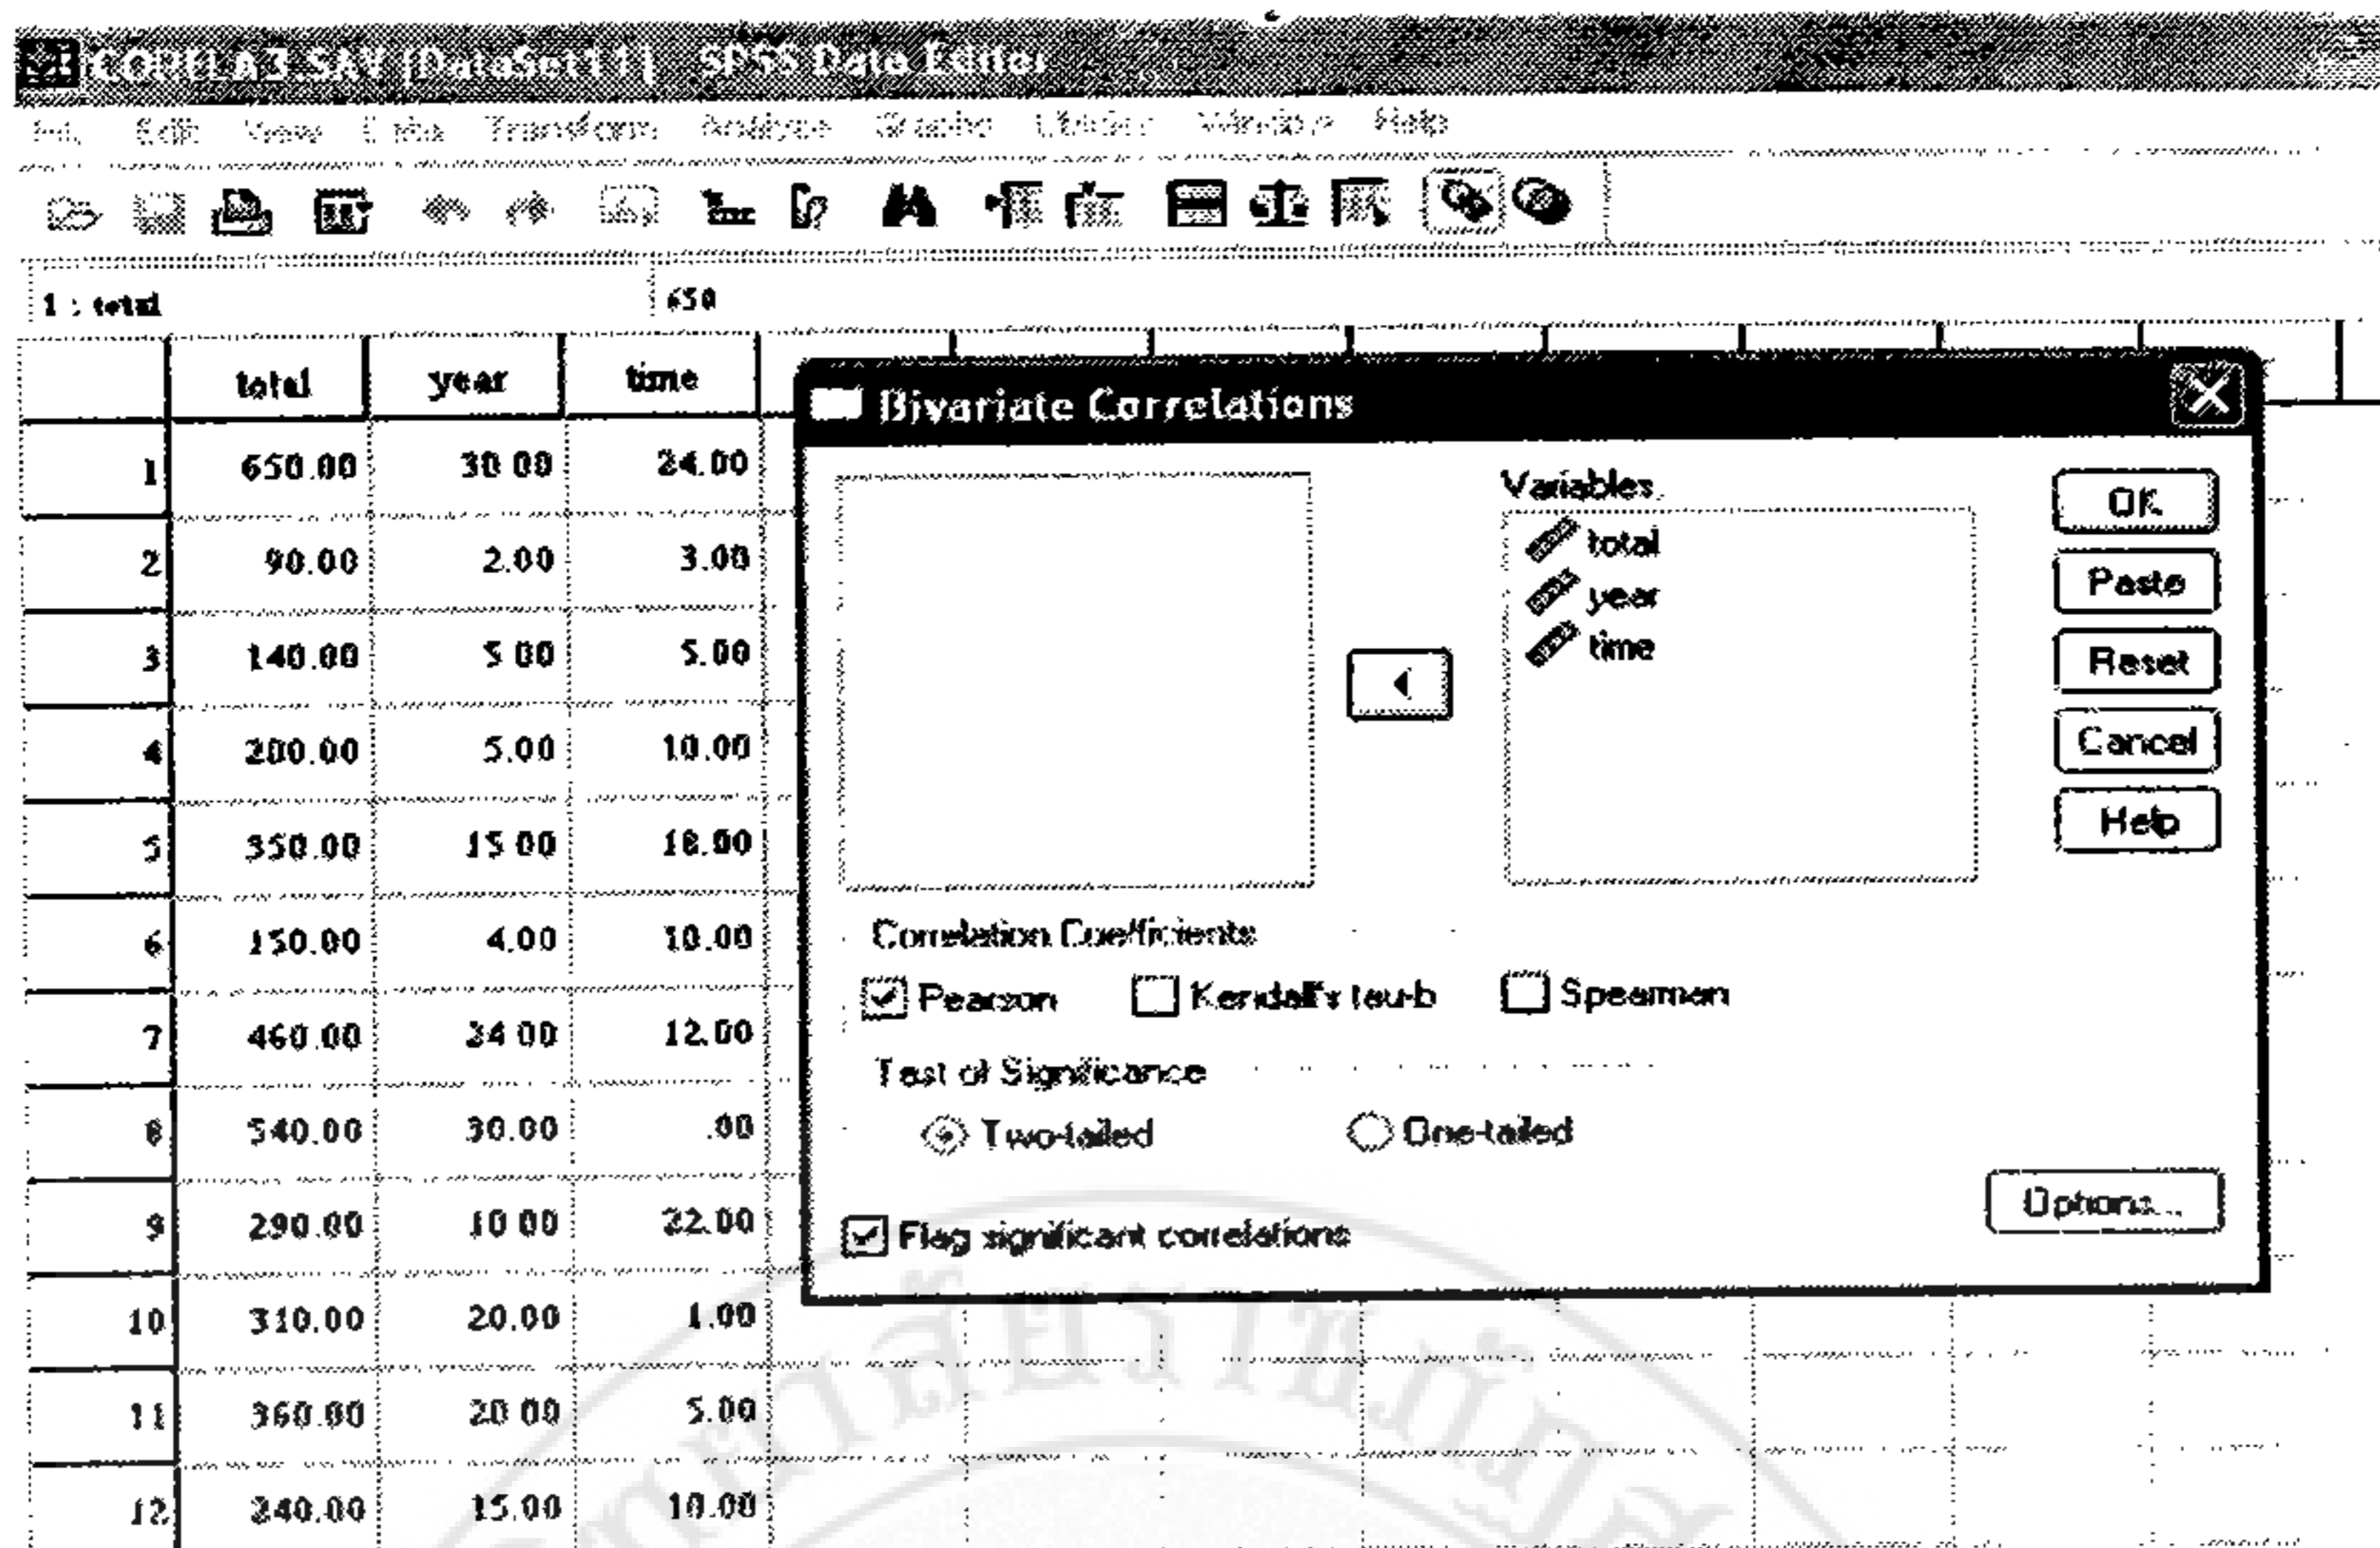 [DataSet11] - SPSS Data Editor
Edit View Transform Analyze Graphs Utilities Window Help
1 : total 650
total year time
1 650.00 30.00 24.00
2 90.00 2.00 3.00
3 140.00 5.00 5.00
4 200.00 5.00 10.00
5 350.00 15.00 18.00
6 150.00 4.00 10.00
7 460.00 24.00 12.00
8 540.00 30.00 .00
9 290.00 10.00 22.00
10 310.00 20.00 1.00
11 360.00 20.00 5.00
12 240.00 15.00 10.00
Bivariate Correlations
Variables:
total
year
time
OK
Paste
Reset
Cancel
Help
Correlation Coefficients
Pearson Kendall's tau-b Spearman
Test of Significance
Two-tailed One-tailed
Flag significant correlations
Options...